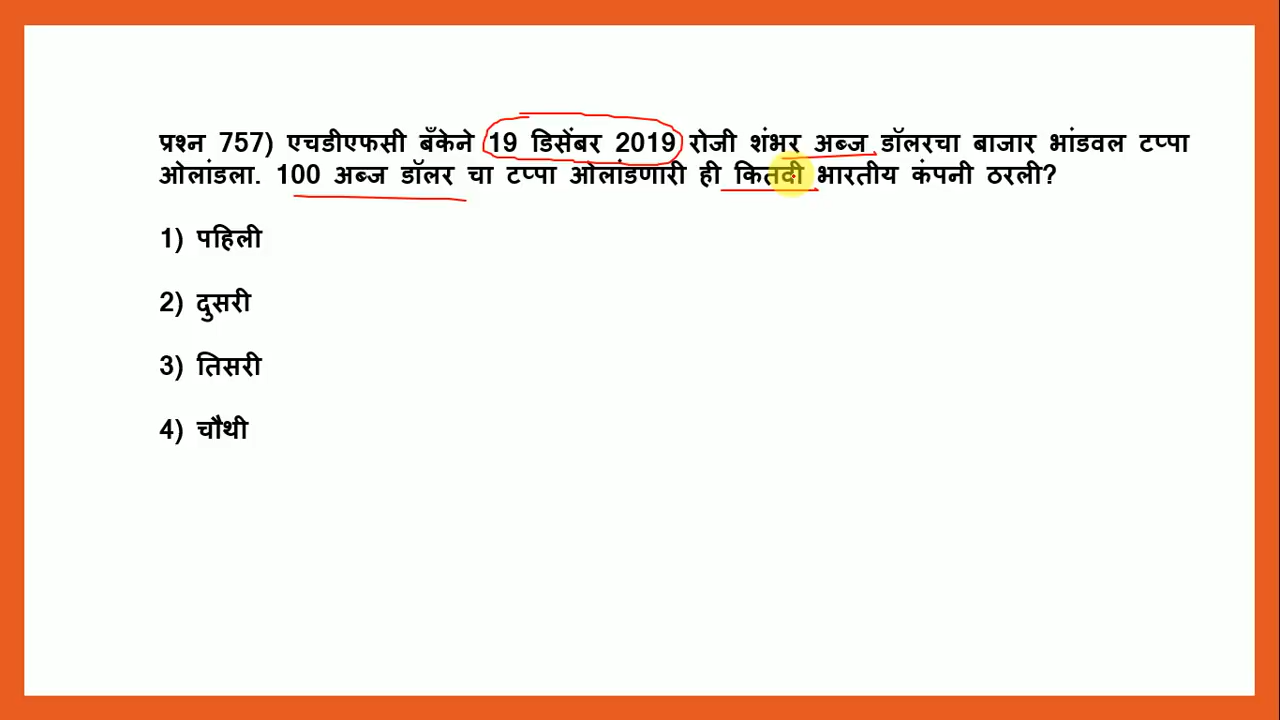 प्रश्न 757) एचडीएफसी बँकेने 19 डिसेंबर 2019 रोजी शंभर अब्ज डॉलरचा बाजार भांडवल टप्पा
ओलांडला. 100 अब्ज डॉलर चा टप्पा ओलांडणारी ही कितवी भारतीय कंपनी ठरली?
1) पहिली
2) दुसरी
3) तिसरी
4) चौथी